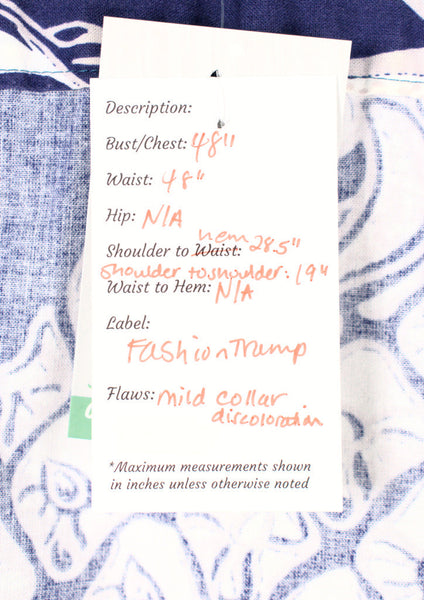 Description:
Bust/Chest: 48"
Waist: 48"
Hip: N/A
hem
Shoulder to Waist: 28.5"
shoulder to shoulder: 19"
Waist to Hem: N/A
Label:
FashionTramp
Flaws: mild collar
discoloration
*Maximum measurements shown
in inches unless otherwise noted